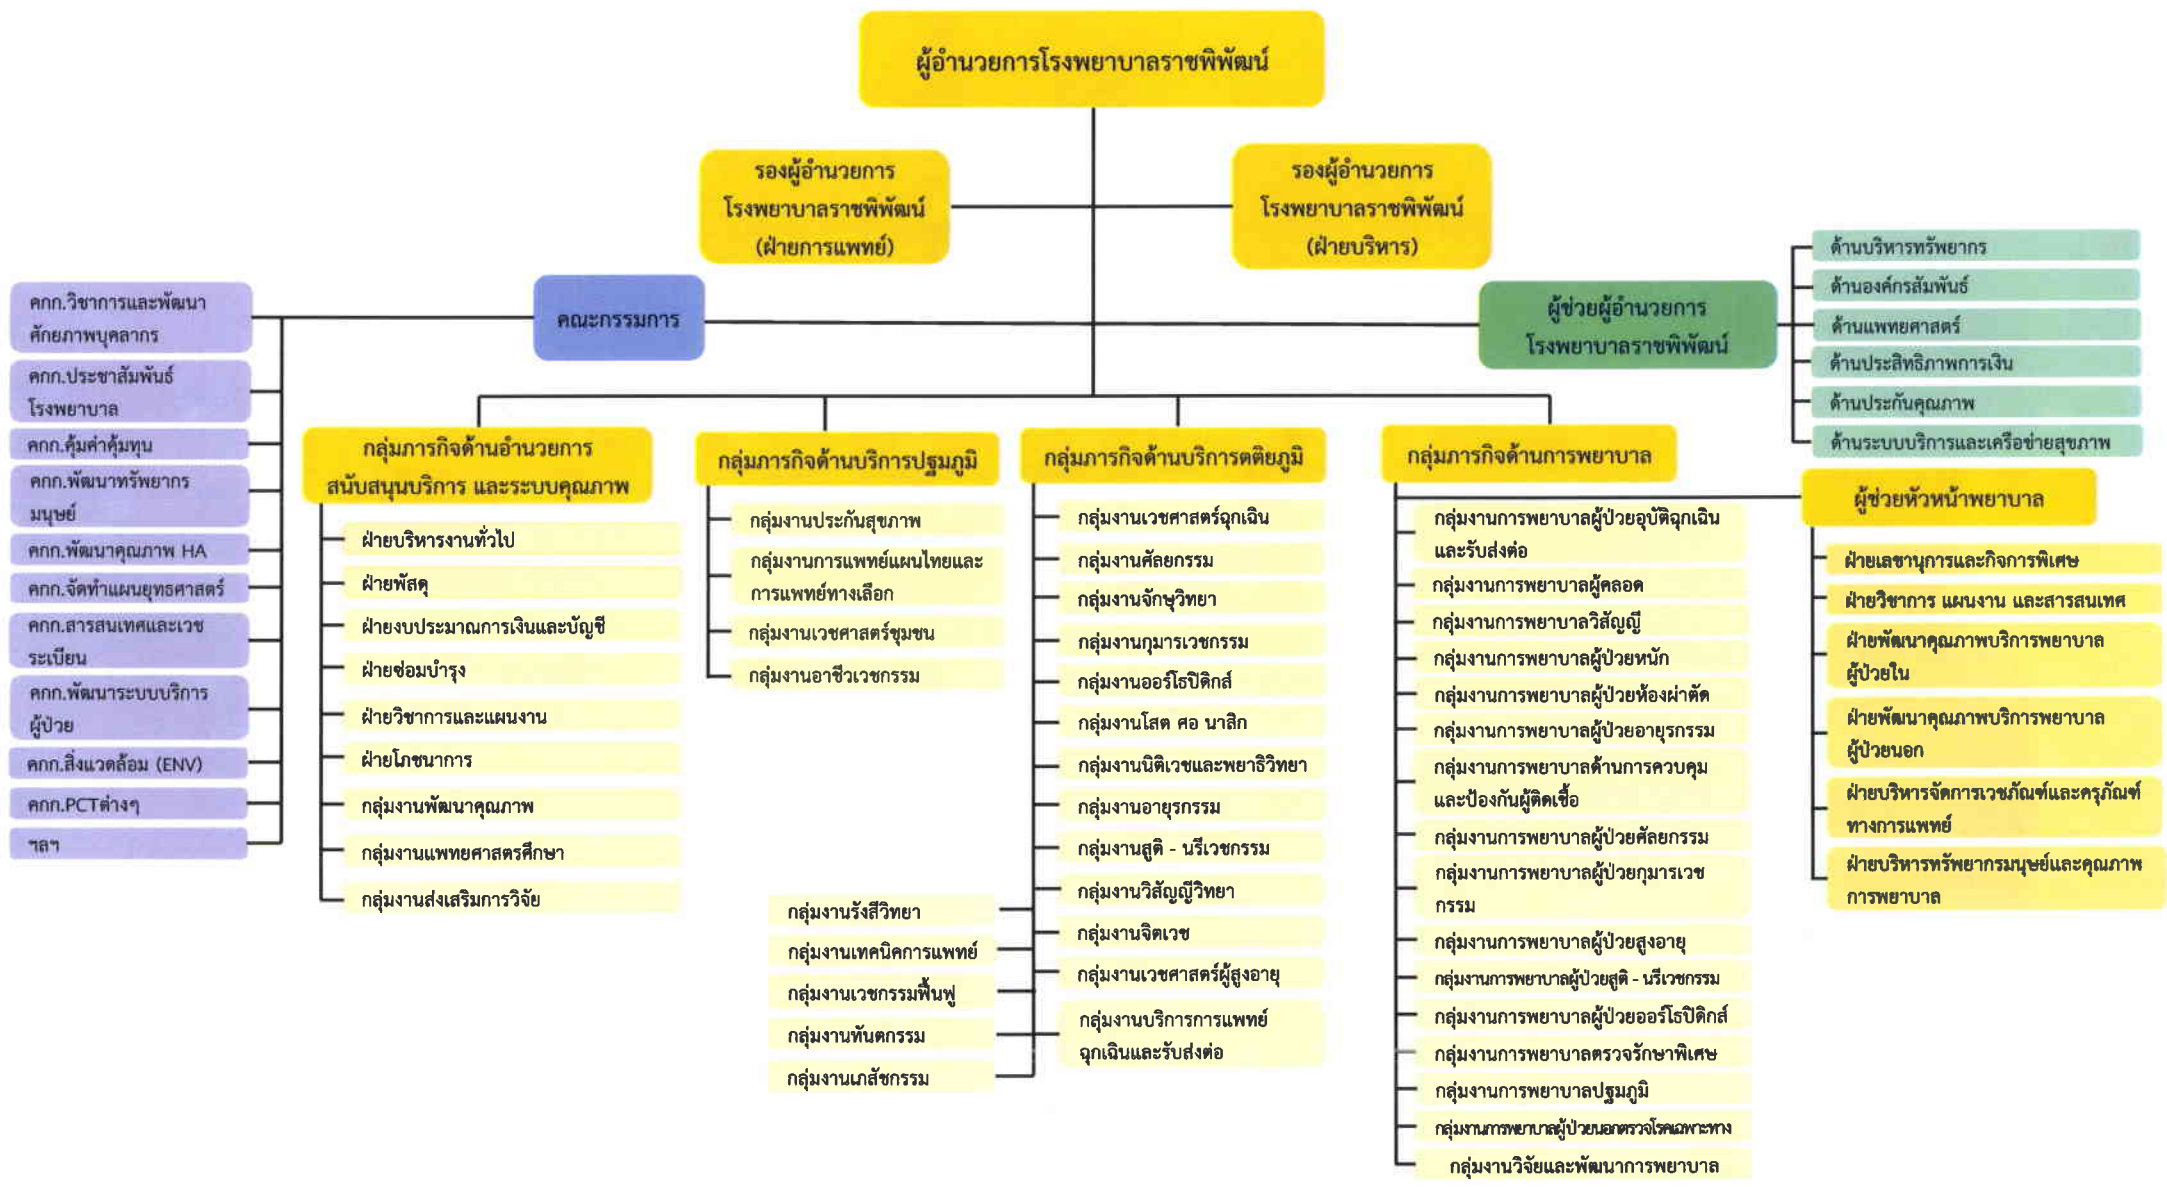 ผู้อำนวยการโรงพยาบาลราชพิพัฒน์
รองผู้อำนวยการ
โรงพยาบาลราชพิพัฒน์
(ฝ่ายการแพทย์)
รองผู้อำนวยการ
โรงพยาบาลราชพิพัฒน์
(ฝ่ายบริหาร)
คณะกรรมการ
คกก.วิชาการและพัฒนา
ศักยภาพบุคลากร
คกก.ประชาสัมพันธ์
โรงพยาบาล
คกก.คุ้มค่าคุ้มทุน
คกก.พัฒนาทรัพยากร
มนุษย์
คกก.พัฒนาคุณภาพ HA
คกก.จัดทำแผนยุทธศาสตร์
คกก.สารสนเทศและเวช
ระเบียน
คกก.พัฒนาระบบบริการ
ผู้ป่วย
คกก.สิ่งแวดล้อม (ENV)
คกก.PCTต่างๆ
ฯลฯ
ผู้ช่วยผู้อำนวยการ
โรงพยาบาลราชพิพัฒน์
ด้านบริหารทรัพยากร
ด้านองค์กรสัมพันธ์
ด้านแพทยศาสตร์
ด้านประสิทธิภาพการเงิน
ด้านประกันคุณภาพ
ด้านระบบบริการและเครือข่ายสุขภาพ
กลุ่มภารกิจด้านอำนวยการ
สนับสนุนบริการ และระบบคุณภาพ
ฝ่ายบริหารงานทั่วไป
ฝ่ายพัสดุ
ฝ่ายงบประมาณการเงินและบัญชี
ฝ่ายซ่อมบำรุง
ฝ่ายวิชาการและแผนงาน
ฝ่ายโภชนาการ
กลุ่มงานพัฒนาคุณภาพ
กลุ่มงานแพทยศาสตรศึกษา
กลุ่มงานส่งเสริมการวิจัย
กลุ่มภารกิจด้านบริการปฐมภูมิ
กลุ่มงานประกันสุขภาพ
กลุ่มงานการแพทย์แผนไทยและ
การแพทย์ทางเลือก
กลุ่มงานเวชศาสตร์ชุมชน
กลุ่มงานอาชีวเวชกรรม
กลุ่มภารกิจด้านบริการตติยภูมิ
กลุ่มงานเวชศาสตร์ฉุกเฉิน
กลุ่มงานศัลยกรรม
กลุ่มงานจักษุวิทยา
กลุ่มงานกุมารเวชกรรม
กลุ่มงานออร์โธปิดิกส์
กลุ่มงานโสต ศอ นาสิก
กลุ่มงานนิติเวชและพยาธิวิทยา
กลุ่มงานอายุรกรรม
กลุ่มงานสูติ - นรีเวชกรรม
กลุ่มงานวิสัญญีวิทยา
กลุ่มงานจิตเวช
กลุ่มงานเวชศาสตร์ผู้สูงอายุ
กลุ่มงานบริการการแพทย์
ฉุกเฉินและรับส่งต่อ
กลุ่มงานรังสีวิทยา
กลุ่มงานเทคนิคการแพทย์
กลุ่มงานเวชกรรมฟื้นฟู
กลุ่มงานทันตกรรม
กลุ่มงานเภสัชกรรม
กลุ่มภารกิจด้านการพยาบาล
กลุ่มงานการพยาบาลผู้ป่วยอุบัติฉุกเฉิน
และรับส่งต่อ
กลุ่มงานการพยาบาลผู้คลอด
กลุ่มงานการพยาบาลวิสัญญี
กลุ่มงานการพยาบาลผู้ป่วยหนัก
กลุ่มงานการพยาบาลผู้ป่วยห้องผ่าตัด
กลุ่มงานการพยาบาลผู้ป่วยอายุรกรรม
กลุ่มงานการพยาบาลด้านการควบคุม
และป้องกันผู้ติดเชื้อ
กลุ่มงานการพยาบาลผู้ป่วยศัลยกรรม
กลุ่มงานการพยาบาลผู้ป่วยกุมารเวช
กรรม
กลุ่มงานการพยาบาลผู้ป่วยสูงอายุ
กลุ่มงานการพยาบาลผู้ป่วยสูติ - นรีเวชกรรม
กลุ่มงานการพยาบาลผู้ป่วยออร์โธปิดิกส์
กลุ่มงานการพยาบาลตรวจรักษาพิเศษ
กลุ่มงานการพยาบาลปฐมภูมิ
กลุ่มงานการพยาบาลผู้ป่วยนอกตรวจโรคเฉพาะทาง
กลุ่มงานวิจัยและพัฒนาการพยาบาล
ผู้ช่วยหัวหน้าพยาบาล
ฝ่ายเลขานุการและกิจการพิเศษ
ฝ่ายวิชาการ แผนงาน และสารสนเทศ
ฝ่ายพัฒนาคุณภาพบริการพยาบาล
ผู้ป่วยใน
ฝ่ายพัฒนาคุณภาพบริการพยาบาล
ผู้ป่วยนอก
ฝ่ายบริหารจัดการเวชภัณฑ์และครุภัณฑ์
ทางการแพทย์
ฝ่ายบริหารทรัพยากรมนุษย์และคุณภาพ
การพยาบาล